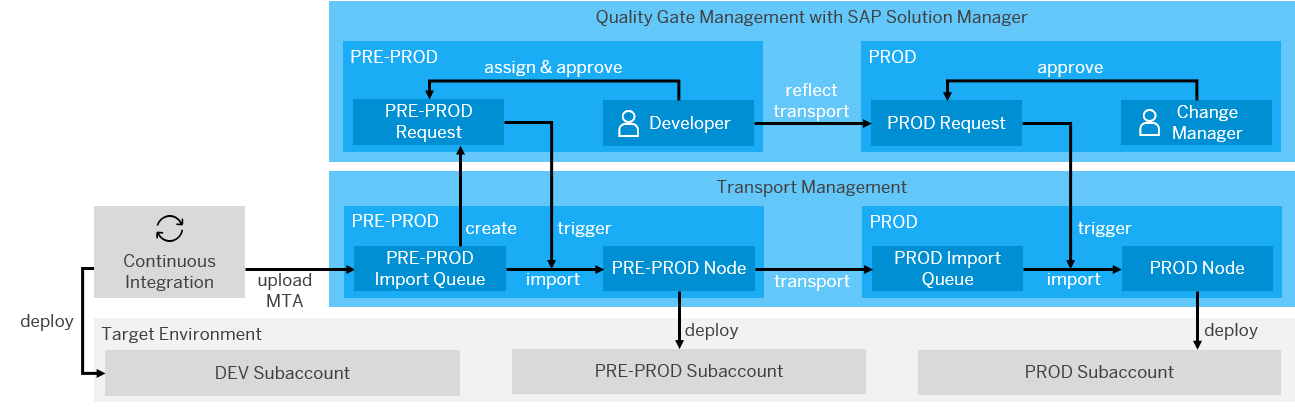 Quality Gate Management with SAP Solution Manager
PRE-PROD
assign & approve
PRE-PROD
Request
Developer
reflect
transport
PROD
approve
PROD Request
Change
Manager
Transport Management
PRE-PROD
create
trigger
PRE-PROD
Import Queue
import
PRE-PROD Node
transport
PROD
trigger
PROD Import
Queue
import
PROD Node
Continuous
Integration
upload
MTA
deploy
deploy
deploy
Target Environment
DEV Subaccount
PRE-PROD Subaccount
PROD Subaccount